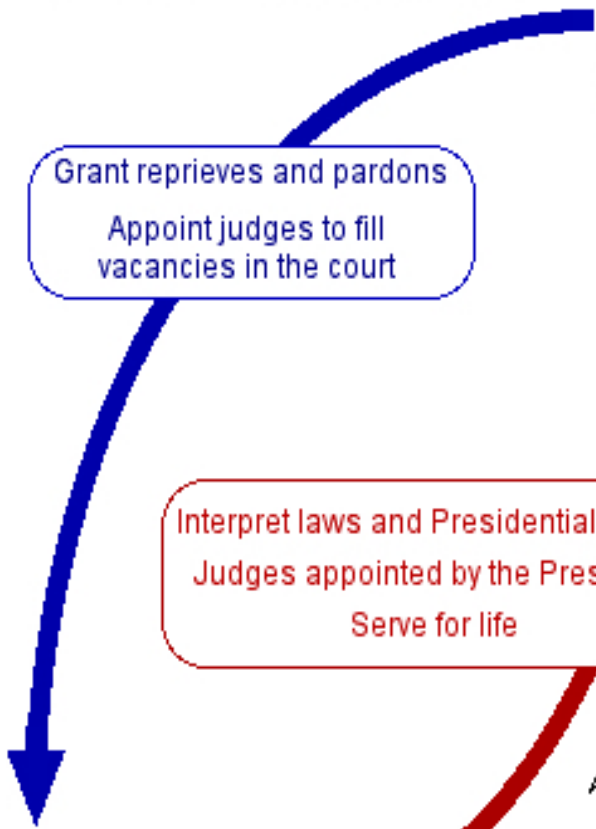 Grant reprieves and pardons
Appoint judges to fill
vacancies in the court
Interpret laws and Presidential
Judges appointed by the
Serve for life